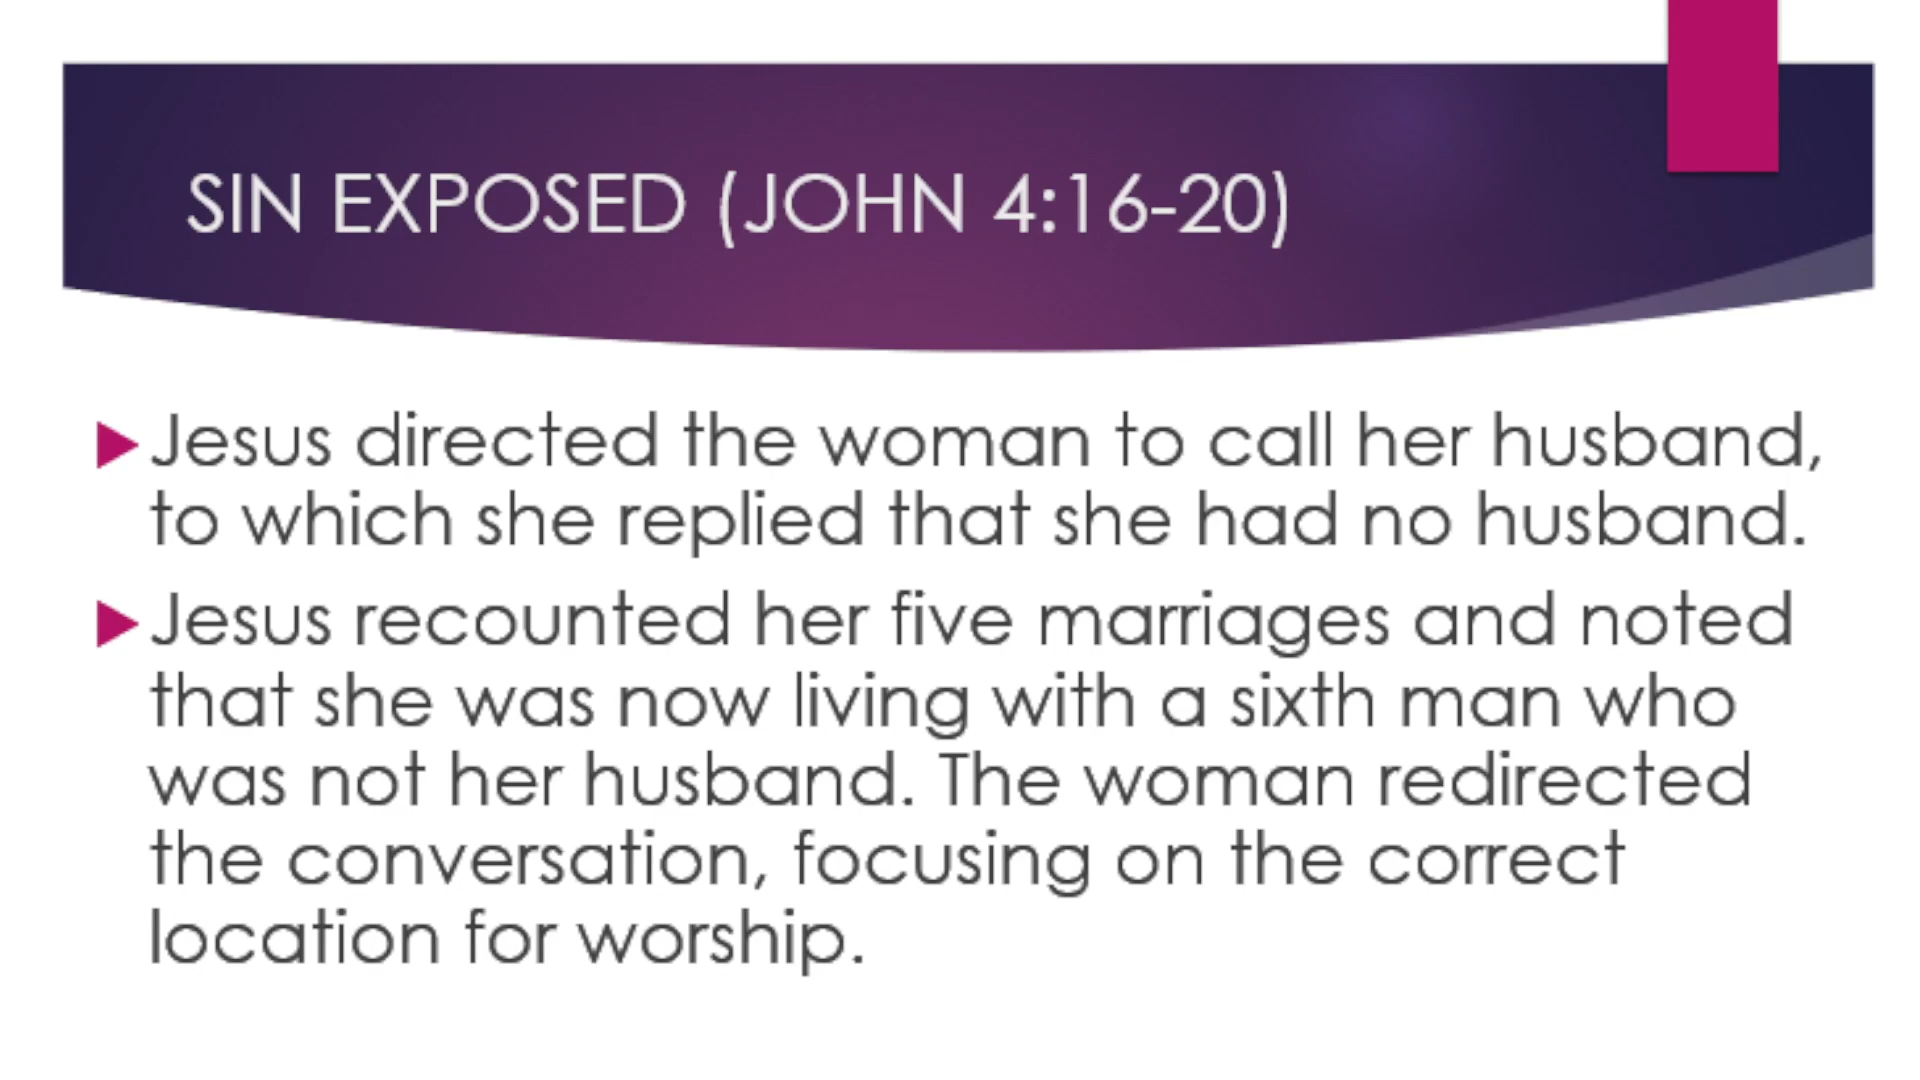 SIN EXPOSED (JOHN 4:16-20)
Jesus directed the woman to call her husband,
to which she replied that she had no husband.
Jesus recounted her five marriages and noted
that she was now living with a sixth man who
was not her husband. The woman redirected
the conversation, focusing on the correct
location for worship.